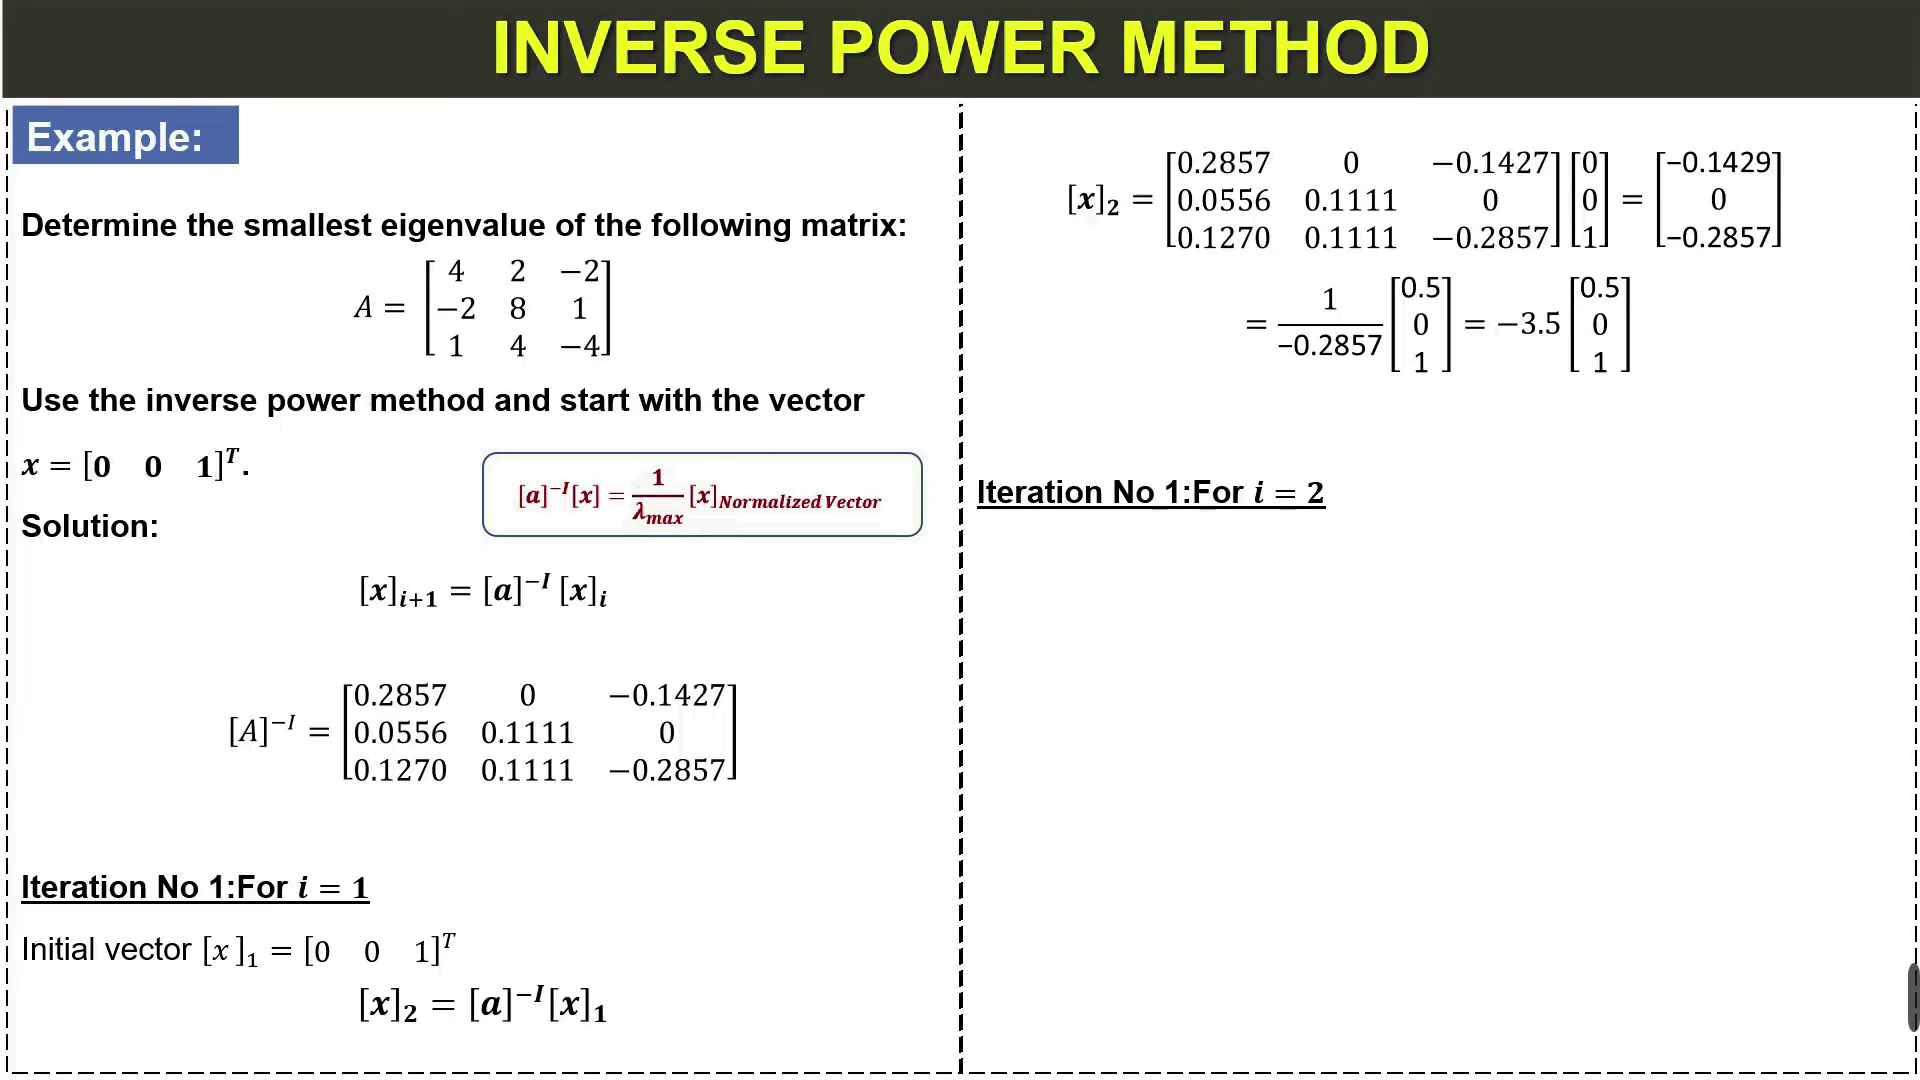 INVERSE POWER METHOD
Example:
Determine the smallest eigenvalue of the following matrix:
A = [4 2 −2
−2 8 1
1 4 −4]
Use the inverse power method and start with the vector
x = [0 0 1]^T.
Solution:
[a]^−I[x] = 1/λ_max [x]_Normalized Vector
[x]_i+1 = [a]^−I [x]_i
[A]^−I = [0.2857 0 −0.1427
0.0556 0.1111 0
0.1270 0.1111 −0.2857]
Iteration No 1:For i = 1
Initial vector [x ]_1 = [0 0 1]^T
[x]_2 = [a]^−I[x]_1
[x]_2 = [0.2857 0 −0.1427 / 0.0556 0.1111 0 / 0.1270 0.1111 −0.2857] [0 / 0 / 1] = [−0.1429 / 0 / −0.2857]
= 1/−0.2857 [0.5 / 0 / 1] = −3.5 [0.5 / 0 / 1]
Iteration No 1:For i = 2